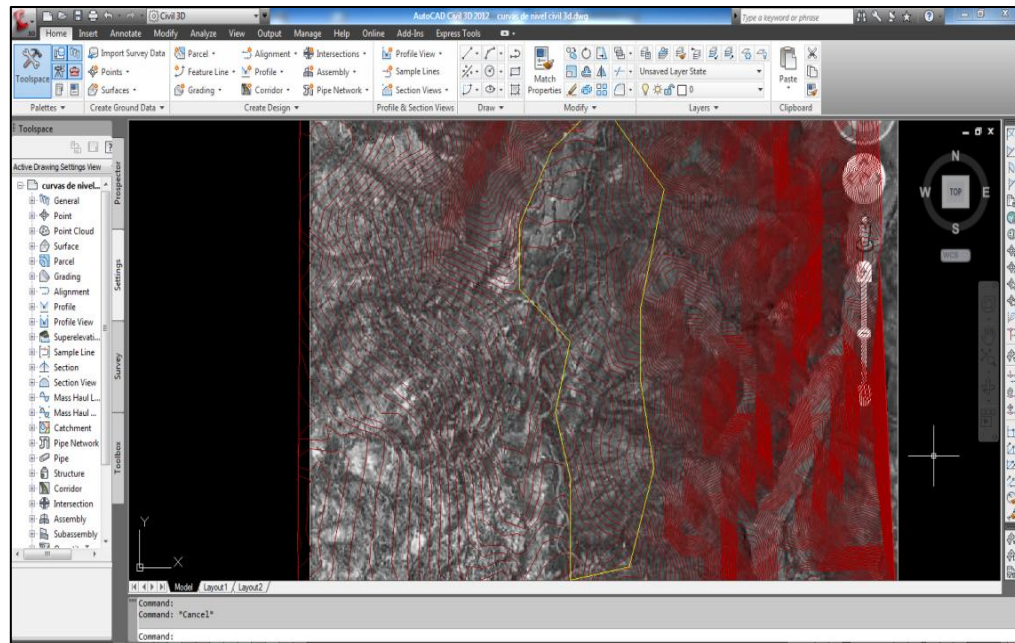 Civil 3D
AutoCAD Civil 3D 2012 curvas de nivel civil 3d.dwg
Type a keyword or phrase
Home Insert Annotate Modify Analyze View Output Manage Help Online Add-Ins Express Tools
Toolspace
Import Survey Data
Points
Surfaces
Parcel
Feature Line
Grading
Alignment
Profile
Corridor
Intersections
Assembly
Pipe Network
Profile View
Sample Lines
Section Views
Match
Properties
Unsaved Layer State
0
Paste
Palettes
Create Ground Data
Create Design
Profile & Section Views
Draw
Modify
Layers
Clipboard
Toolspace
Active Drawing Settings View
curvas de nivel...
General
Point
Point Cloud
Surface
Parcel
Grading
Alignment
Profile
Profile View
Superelevati...
Sample Line
Section
Section View
Mass Haul L...
Mass Haul ...
Catchment
Pipe Network
Pipe
Structure
Corridor
Intersection
Assembly
Subassembly
Prospector
Settings
Survey
Toolbox
N
W TOP E
S
WCS
Y
X
Model Layout1 Layout2
Command:
Command: *Cancel*
Command: